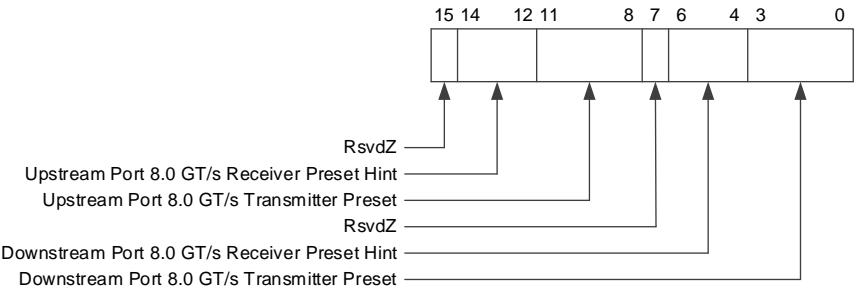 15 14 12 11 8 7 6 4 3 0
RsvdZ
Upstream Port 8.0 GT/s Receiver Preset Hint
Upstream Port 8.0 GT/s Transmitter Preset
RsvdZ
Downstream Port 8.0 GT/s Receiver Preset Hint
Downstream Port 8.0 GT/s Transmitter Preset